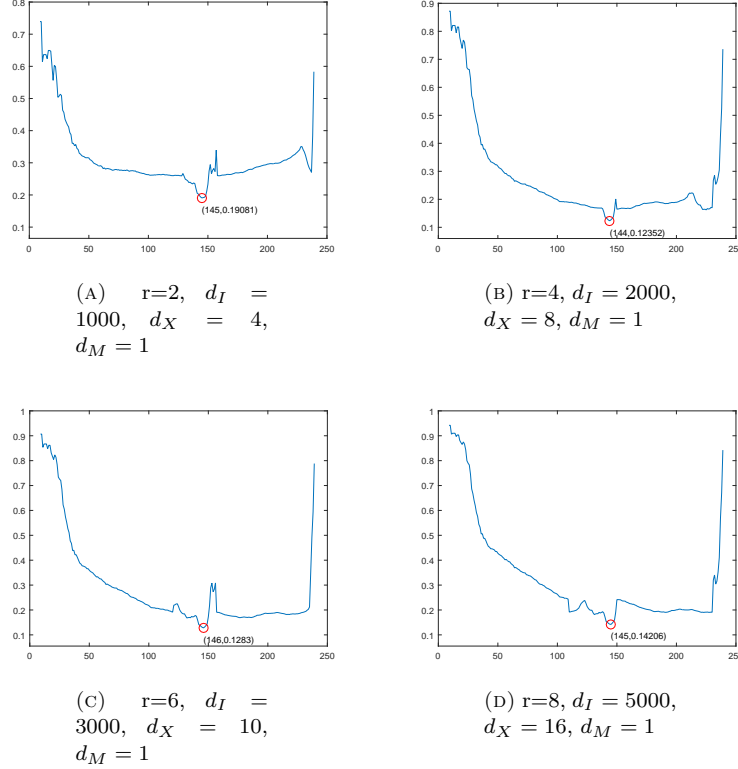 0.8
0.7
0.6
0.5
0.4
0.3
0.2
0.1
0 50 100 150 200 250
(145,0.19081)
(A) r=2, d_I =
1000, d_X = 4,
d_M = 1
0.9
0.8
0.7
0.6
0.5
0.4
0.3
0.2
0.1
0 50 100 150 200 250
(144,0.12352)
(B) r=4, d_I = 2000,
d_X = 8, d_M = 1
1
0.9
0.8
0.7
0.6
0.5
0.4
0.3
0.2
0.1
0 50 100 150 200 250
(146,0.1283)
(C) r=6, d_I =
3000, d_X = 10,
d_M = 1
1
0.9
0.8
0.7
0.6
0.5
0.4
0.3
0.2
0.1
0 50 100 150 200 250
(145,0.14206)
(D) r=8, d_I = 5000,
d_X = 16, d_M = 1